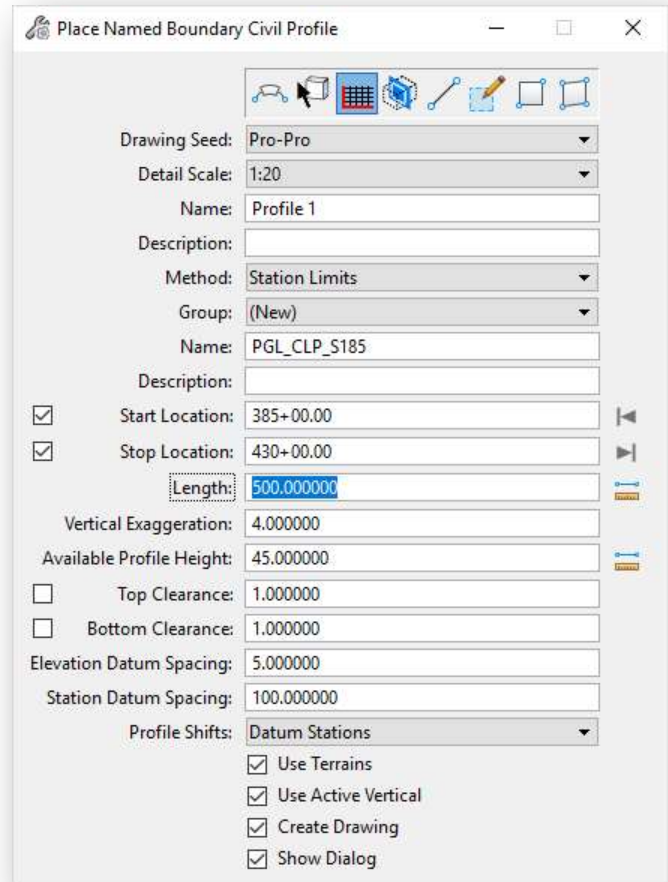 Place Named Boundary Civil Profile
Drawing Seed: Pro-Pro
Detail Scale: 1:20
Name: Profile 1
Description:
Method: Station Limits
Group: (New)
Name: PGL_CLP_S185
Description:
Start Location: 385+00.00
Stop Location: 430+00.00
Length: 500.000000
Vertical Exaggeration: 4.000000
Available Profile Height: 45.000000
Top Clearance: 1.000000
Bottom Clearance: 1.000000
Elevation Datum Spacing: 5.000000
Station Datum Spacing: 100.000000
Profile Shifts: Datum Stations
Use Terrains
Use Active Vertical
Create Drawing
Show Dialog